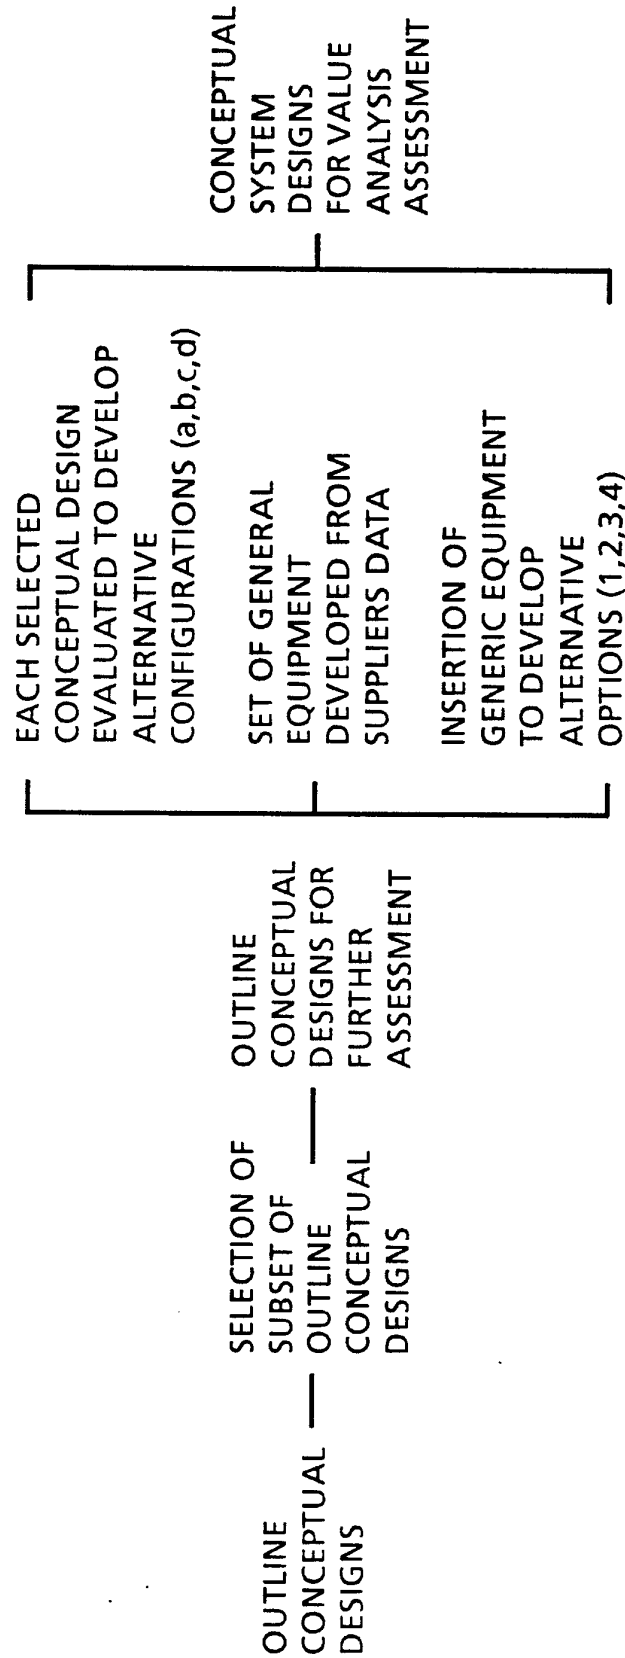 OUTLINE
CONCEPTUAL
DESIGNS
SELECTION OF
SUBSET OF
OUTLINE
CONCEPTUAL
DESIGNS
OUTLINE
CONCEPTUAL
DESIGNS FOR
FURTHER
ASSESSMENT
EACH SELECTED
CONCEPTUAL DESIGN
EVALUATED TO DEVELOP
ALTERNATIVE
CONFIGURATIONS (a,b,c,d)
SET OF GENERAL
EQUIPMENT
DEVELOPED FROM
SUPPLIERS DATA
INSERTION OF
GENERIC EQUIPMENT
TO DEVELOP
ALTERNATIVE
OPTIONS (1,2,3,4)
CONCEPTUAL
SYSTEM
DESIGNS
FOR VALUE
ANALYSIS
ASSESSMENT